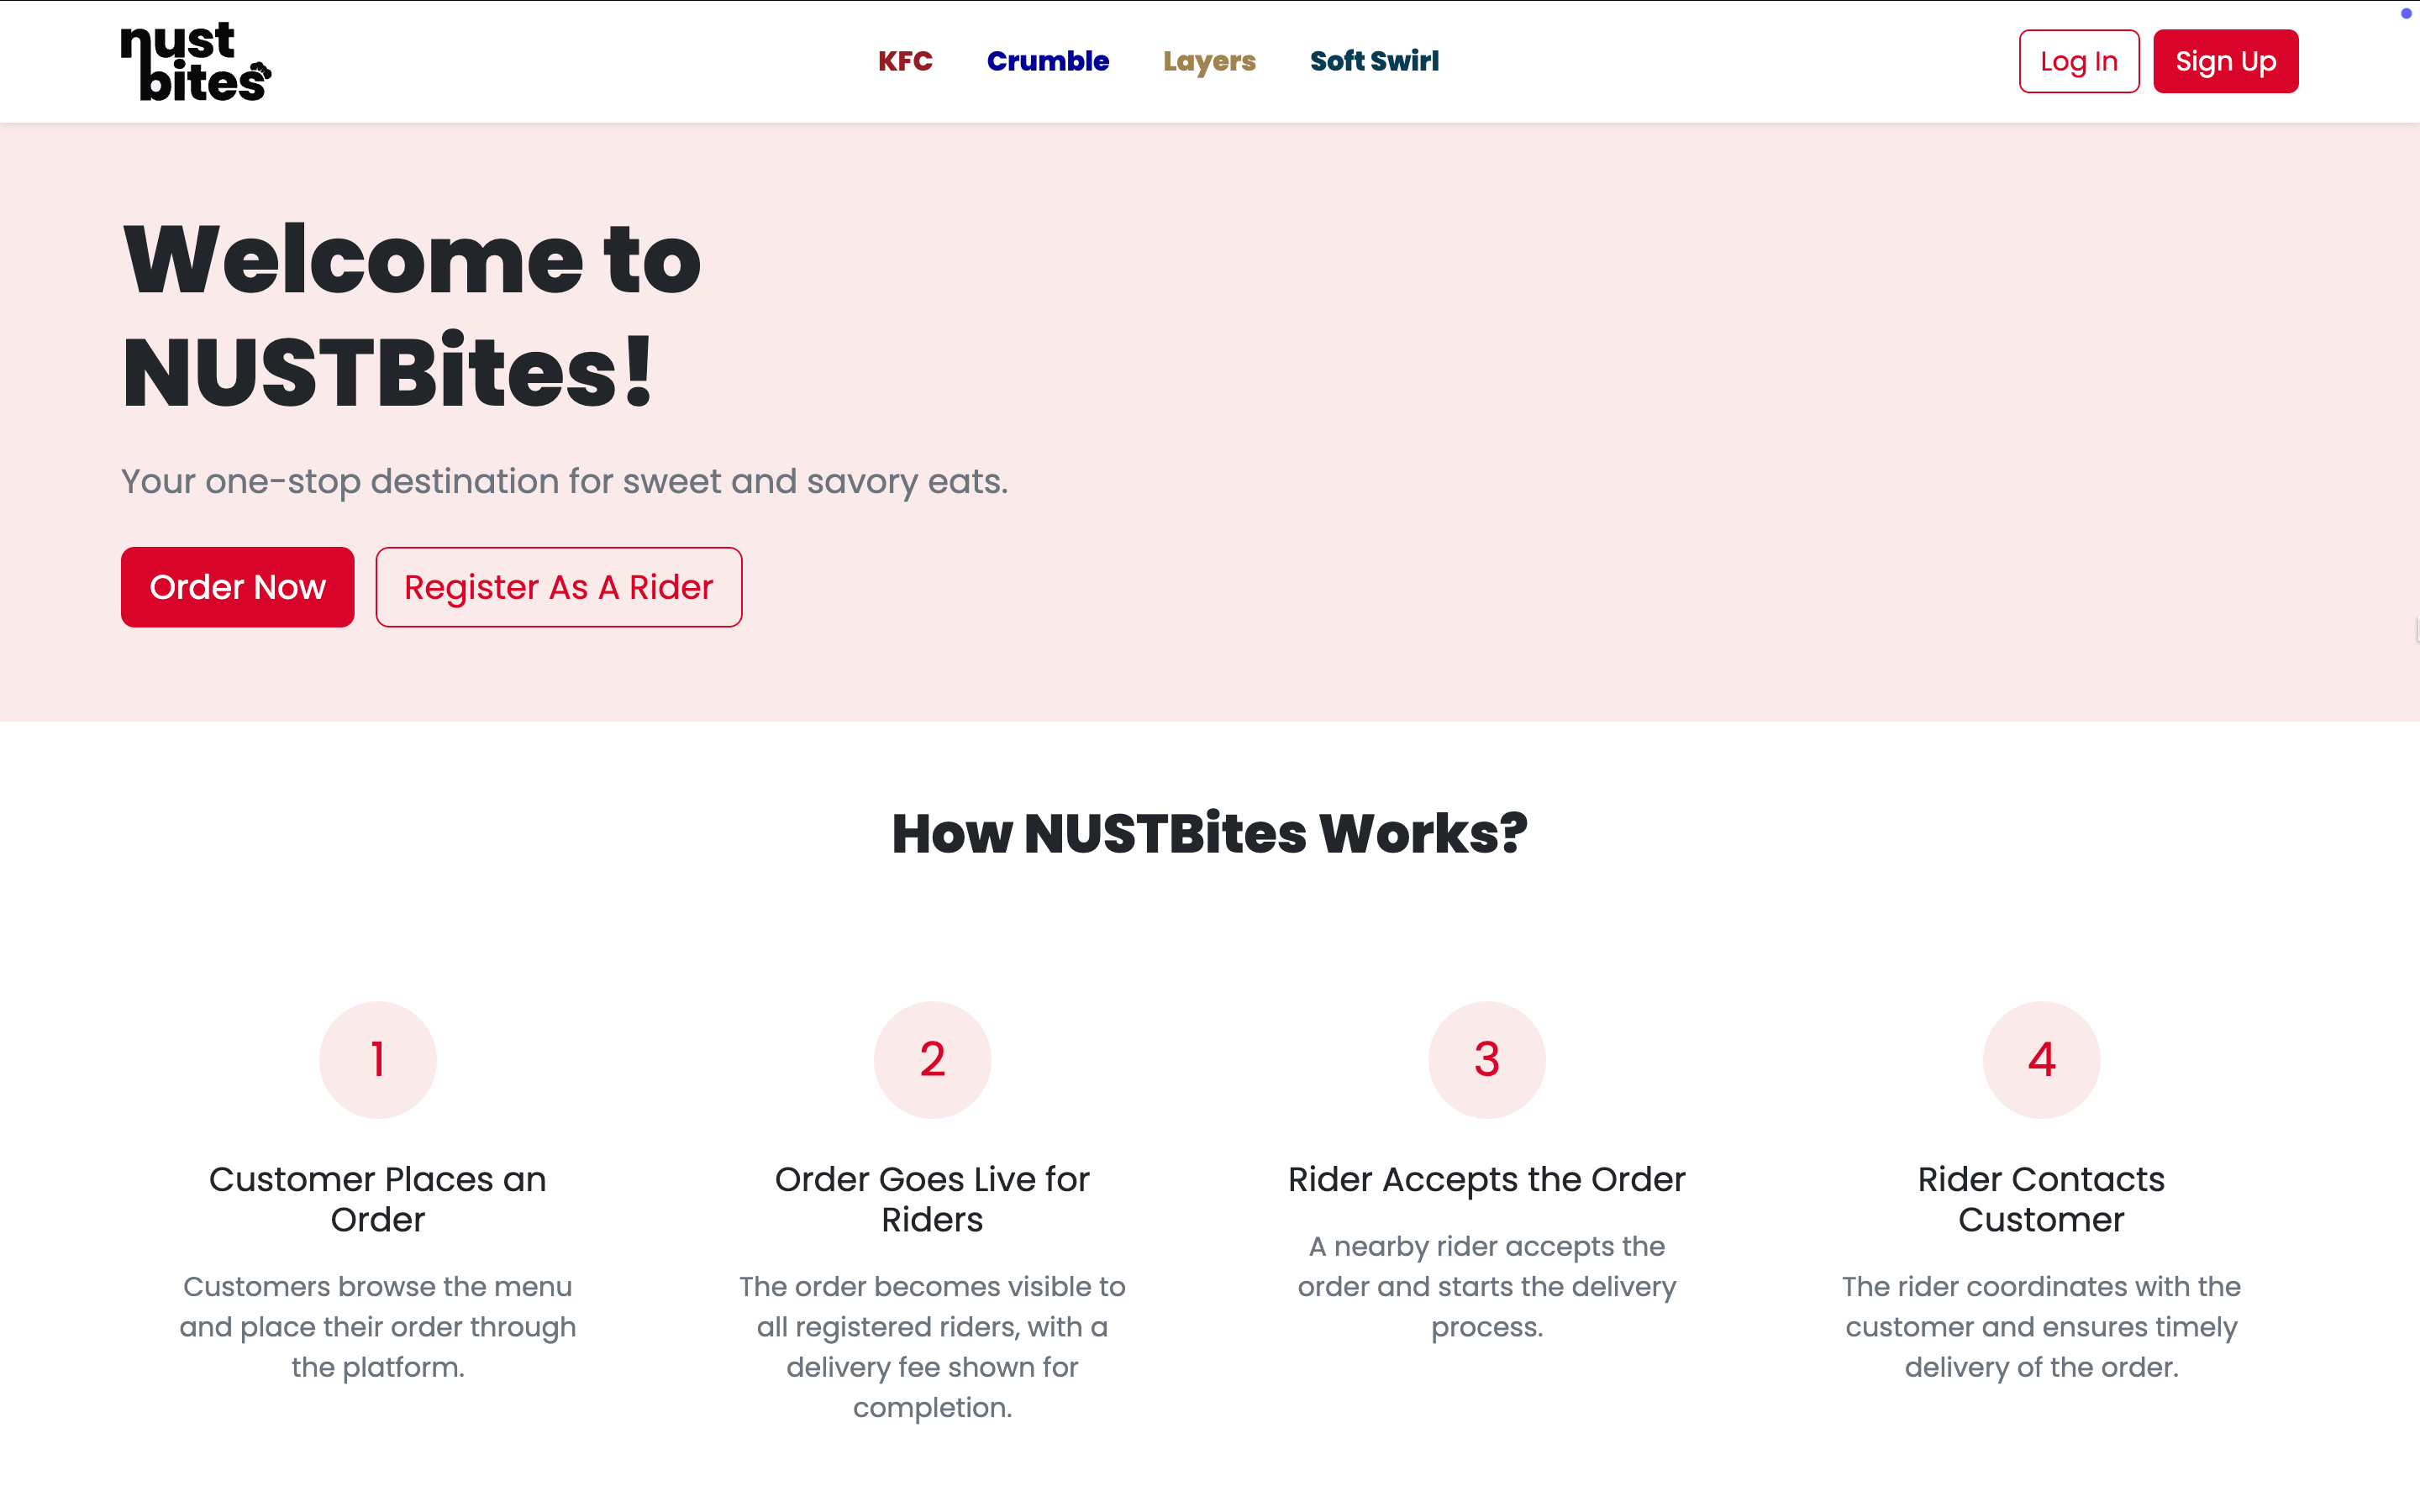 nust
bites
KFC Crumble Layers Soft Swirl
Log In Sign Up
Welcome to
NUSTBites!
Your one-stop destination for sweet and savory eats.
Order Now Register As A Rider
How NUSTBites Works?
1
Customer Places an
Order
Customers browse the menu
and place their order through
the platform.
2
Order Goes Live for
Riders
The order becomes visible to
all registered riders, with a
delivery fee shown for
completion.
3
Rider Accepts the Order
A nearby rider accepts the
order and starts the delivery
process.
4
Rider Contacts
Customer
The rider coordinates with the
customer and ensures timely
delivery of the order.